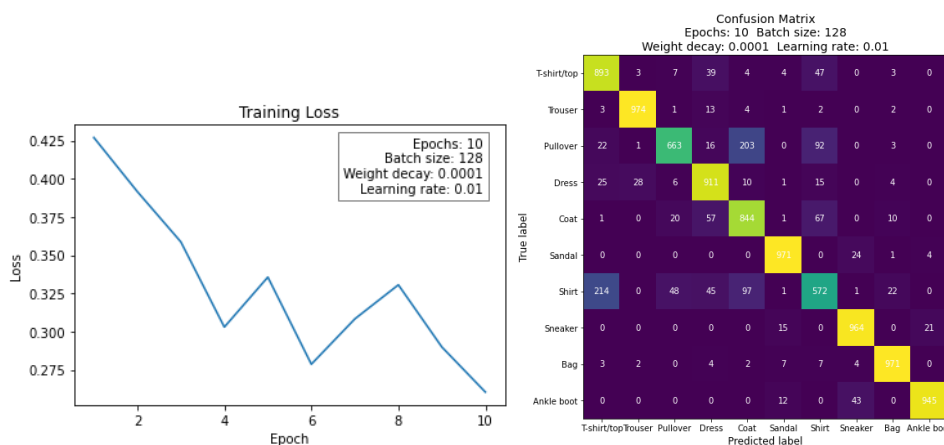 Training Loss
Epochs: 10
Batch size: 128
Weight decay: 0.0001
Learning rate: 0.01
Loss
0.425
0.400
0.375
0.350
0.325
0.300
0.275
2 4 6 8 10
Epoch
Confusion Matrix
Epochs: 10 Batch size: 128
Weight decay: 0.0001 Learning rate: 0.01
True label
T-shirt/top 893 3 7 39 4 4 47 0 3 0
Trouser 3 974 1 13 4 1 2 0 2 0
Pullover 22 1 663 16 203 0 92 0 3 0
Dress 25 28 6 911 10 1 15 0 4 0
Coat 1 0 20 57 844 1 67 0 10 0
Sandal 0 0 0 0 0 971 0 24 1 4
Shirt 214 0 48 45 97 1 572 1 22 0
Sneaker 0 0 0 0 0 15 0 964 0 21
Bag 3 2 0 4 2 7 7 4 971 0
Ankle boot 0 0 0 0 0 12 0 43 0 945
T-shirt/top Trouser Pullover Dress Coat Sandal Shirt Sneaker Bag Ankle boo
Predicted label